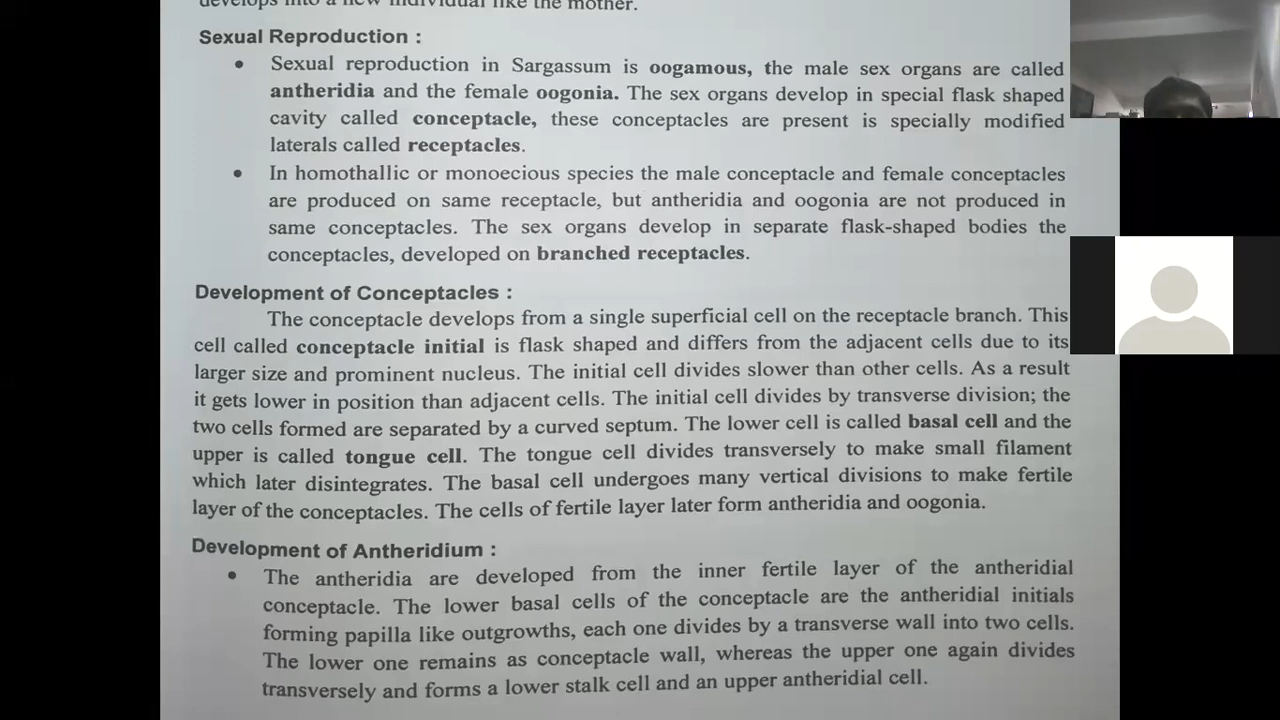 develops into a new individual like the mother.
Sexual Reproduction :
• Sexual reproduction in Sargassum is oogamous, the male sex organs are called
antheridia and the female oogonia. The sex organs develop in special flask shaped
cavity called conceptacle, these conceptacles are present is specially modified
laterals called receptacles.
• In homothallic or monoecious species the male conceptacle and female conceptacles
are produced on same receptacle, but antheridia and oogonia are not produced in
same conceptacles. The sex organs develop in separate flask-shaped bodies the
conceptacles, developed on branched receptacles.
Development of Conceptacles :
The conceptacle develops from a single superficial cell on the receptacle branch. This
cell called conceptacle initial is flask shaped and differs from the adjacent cells due to its
larger size and prominent nucleus. The initial cell divides slower than other cells. As a result
it gets lower in position than adjacent cells. The initial cell divides by transverse division; the
two cells formed are separated by a curved septum. The lower cell is called basal cell and the
upper is called tongue cell. The tongue cell divides transversely to make small filament
which later disintegrates. The basal cell undergoes many vertical divisions to make fertile
layer of the conceptacles. The cells of fertile layer later form antheridia and oogonia.
Development of Antheridium :
• The antheridia are developed from the inner fertile layer of the antheridial
conceptacle. The lower basal cells of the conceptacle are the antheridial initials
forming papilla like outgrowths, each one divides by a transverse wall into two cells.
The lower one remains as conceptacle wall, whereas the upper one again divides
transversely and forms a lower stalk cell and an upper antheridial cell.